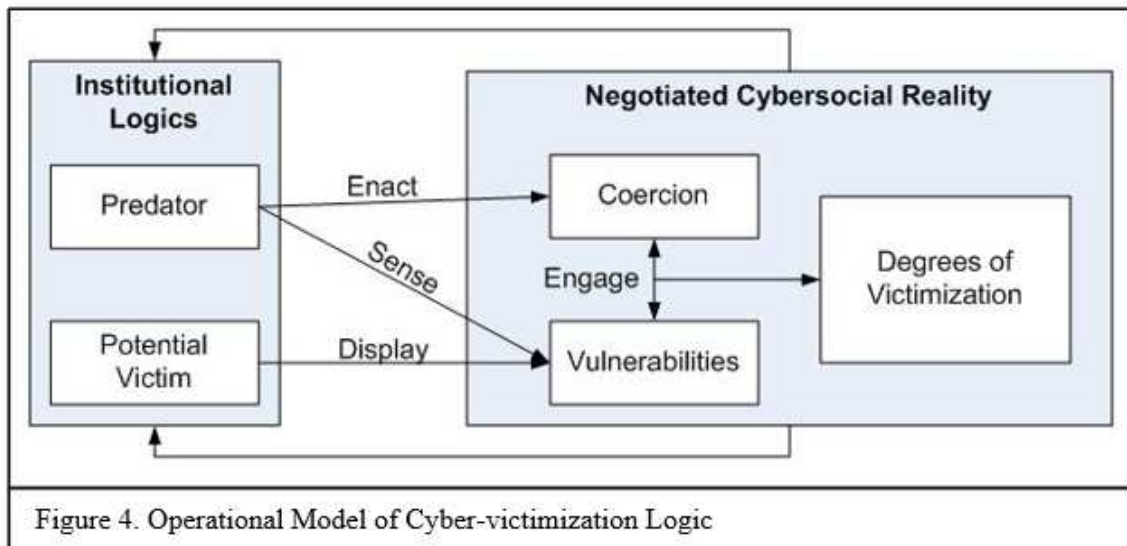 Institutional
Logics
Negotiated Cybersocial Reality
Predator
Enact
Coercion
Sense
Engage
Degrees of
Victimization
Potential
Victim
Display
Vulnerabilities
Figure 4. Operational Model of Cyber-victimization Logic